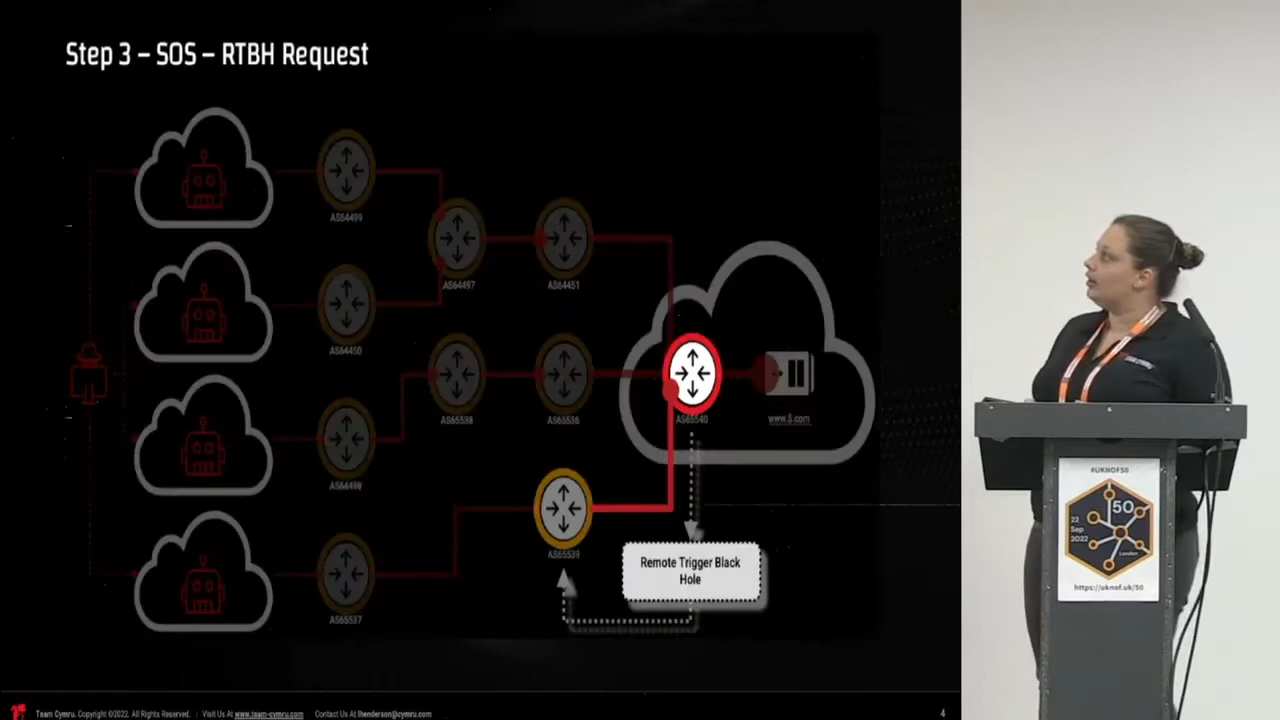 Step 3 – SOS – RTBH Request
AS64499
AS64497
AS64451
AS64450
AS65538
AS65536
AS65540
www.$.com
AS64498
AS65539
Remote Trigger Black
Hole
AS65537
Team Cymru. Copyright ©2022. All Rights Reserved. | Visit Us At www.team-cymru.com Contact Us At lhenderson@cymru.com
4
#UKNOF50
50
22
Sep
2022
London
https://uknof.uk/50